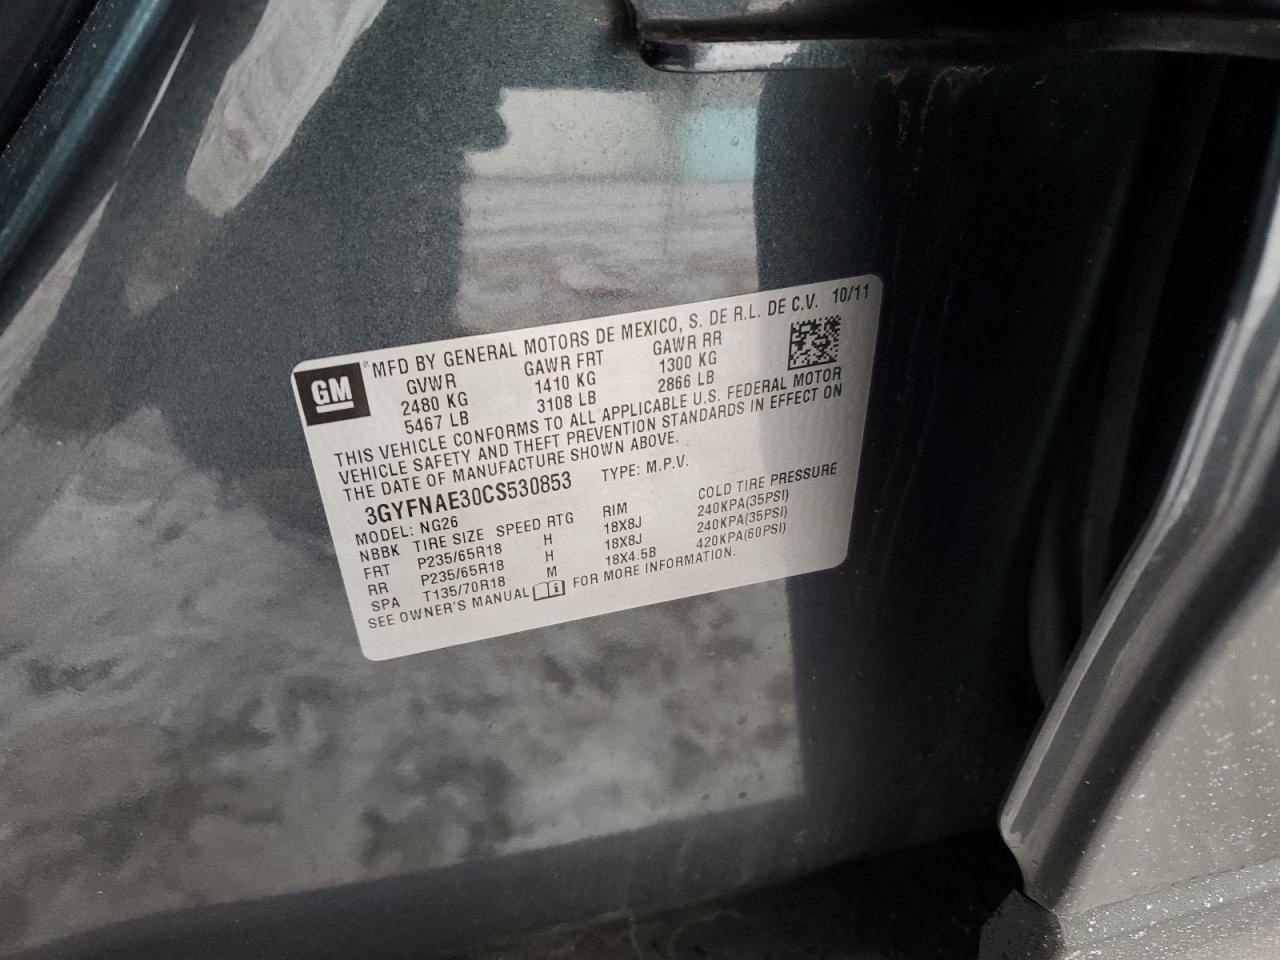 GM
"MFD BY GENERAL MOTORS DE MEXICO, S. DE R.L. DE C.V. 10/11
GVWR GAWR FRT GAWR RR
2480 KG 1410 KG 1300 KG
5467 LB 3108 LB 2866 LB
THIS VEHICLE CONFORMS TO ALL APPLICABLE U.S. FEDERAL MOTOR
VEHICLE SAFETY AND THEFT PREVENTION STANDARDS IN EFFECT ON
THE DATE OF MANUFACTURE SHOWN ABOVE.
3GYFNAE30CS530853 TYPE: M.P.V.
MODEL: NG26
NBBK TIRE SIZE SPEED RTG RIM COLD TIRE PRESSURE
FRT P235/65R18 H 18X8J 240KPA(35PSI)
RR P235/65R18 H 18X8J 240KPA(35PSI)
SPA T135/70R18 M 18X4.5B 420KPA(60PSI)
SEE OWNER'S MANUAL FOR MORE INFORMATION.